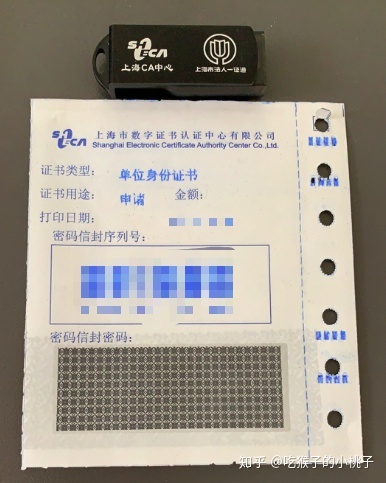 SHECA
上海CA中心
上海市法人一证通
SHECA
上海市数字证书认证中心有限公司
Shanghai Electronic Certificate Authority Center Co.,Ltd.
证书类型： 单位身份证书
证书用途： 申请 金额：
打印日期：
密码信封序列号：
密码信封密码：
知乎 @吃猴子的小桃子